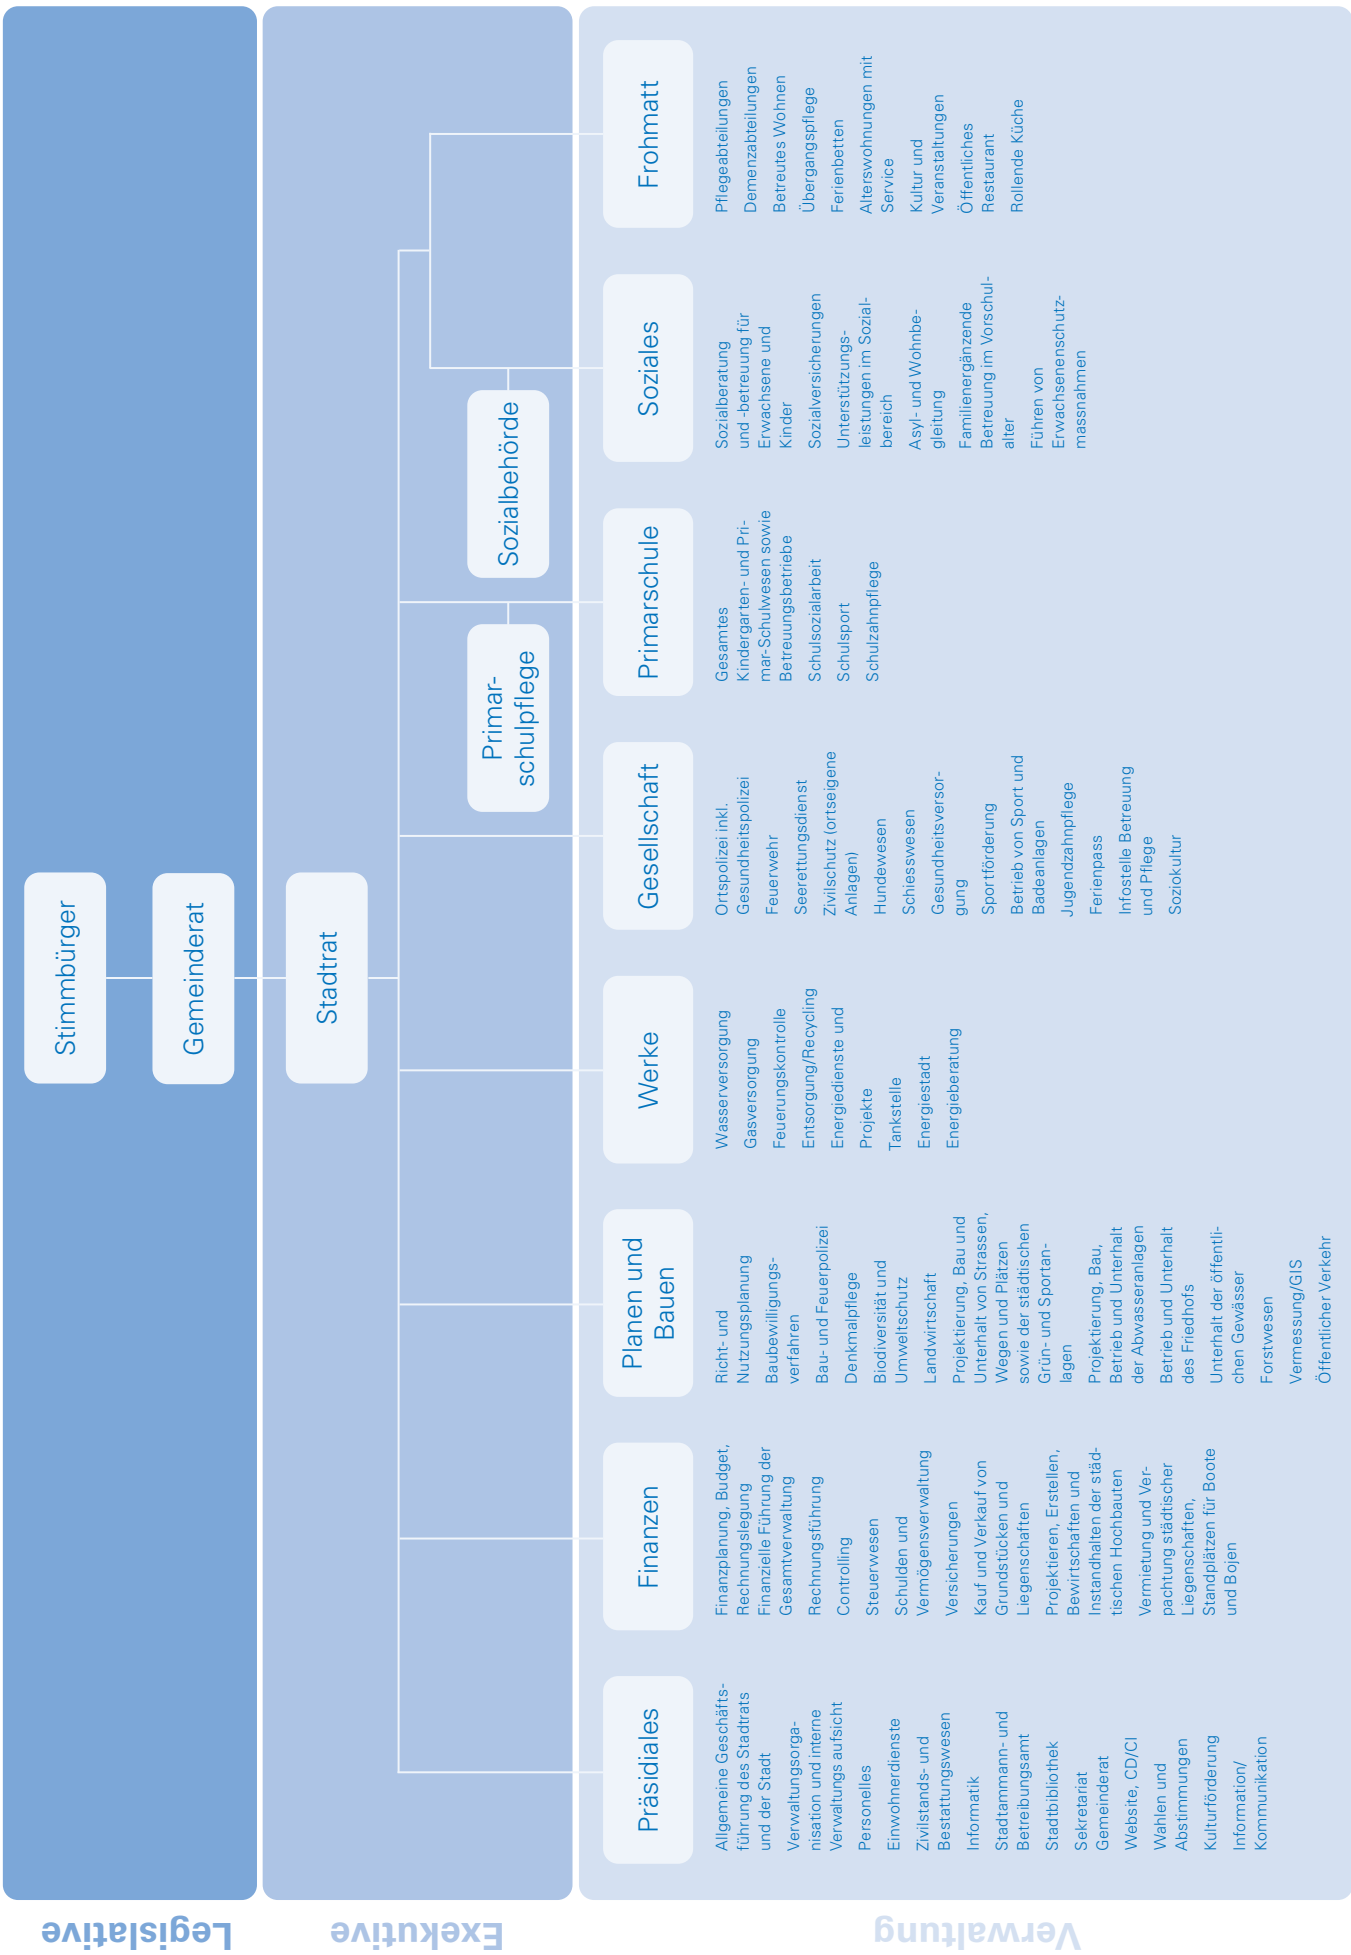 Legislative
Stimmbürger
Gemeinderat
Exekutive
Stadtrat
Primar-
schulpflege
Sozialbehörde
Verwaltung
Präsidiales
Allgemeine Geschäfts-
führung des Stadtrats
und der Stadt
Verwaltungsorga-
nisation und interne
Verwaltungs aufsicht
Personelles
Einwohnerdienste
Zivilstands- und
Bestattungswesen
Informatik
Stadtammann- und
Betreibungsamt
Stadtbibliothek
Sekretariat
Gemeinderat
Website, CD/CI
Wahlen und
Abstimmungen
Kulturförderung
Information/
Kommunikation
Finanzen
Finanzplanung, Budget,
Rechnungslegung
Finanzielle Führung der
Gesamtverwaltung
Rechnungsführung
Controlling
Steuerwesen
Schulden und
Vermögensverwaltung
Versicherungen
Kauf und Verkauf von
Grundstücken und
Liegenschaften
Projektieren, Erstellen,
Bewirtschaften und
Instandhalten der städ-
tischen Hochbauten
Vermietung und Ver-
pachtung städtischer
Liegenschaften,
Standplätzen für Boote
und Bojen
Planen und
Bauen
Richt- und
Nutzungsplanung
Baubewilligungs-
verfahren
Bau- und Feuerpolizei
Denkmalpflege
Biodiversität und
Umweltschutz
Landwirtschaft
Projektierung, Bau und
Unterhalt von Strassen,
Wegen und Plätzen
sowie der städtischen
Grün- und Sportan-
lagen
Projektierung, Bau,
Betrieb und Unterhalt
der Abwasseranlagen
Betrieb und Unterhalt
des Friedhofs
Unterhalt der öffentli-
chen Gewässer
Forstwesen
Vermessung/GIS
Öffentlicher Verkehr
Werke
Wasserversorgung
Gasversorgung
Feuerungskontrolle
Entsorgung/Recycling
Energiedienste und
Projekte
Tankstelle
Energiestadt
Energieberatung
Gesellschaft
Ortspolizei inkl.
Gesundheitspolizei
Feuerwehr
Seerettungsdienst
Zivilschutz (ortseigene
Anlagen)
Hundewesen
Schiesswesen
Gesundheitsversor-
gung
Sportförderung
Betrieb von Sport und
Badeanlagen
Jugendzahnpflege
Ferienpass
Infostelle Betreuung
und Pflege
Soziokultur
Primarschule
Gesamtes
Kindergarten- und Pri-
mar-Schulwesen sowie
Betreuungsbetriebe
Schulsozialarbeit
Schulsport
Schulzahnpflege
Soziales
Sozialberatung
und -betreuung für
Erwachsene und
Kinder
Sozialversicherungen
Unterstützungs-
leistungen im Sozial-
bereich
Asyl- und Wohnbe-
gleitung
Familienergänzende
Betreuung im Vorschul-
alter
Führen von
Erwachsenenschutz-
massnahmen
Frohmatt
Pflegeabteilungen
Demenzabteilungen
Betreutes Wohnen
Übergangspflege
Ferienbetten
Alterswohnungen mit
Service
Kultur und
Veranstaltungen
Öffentliches
Restaurant
Rollende Küche